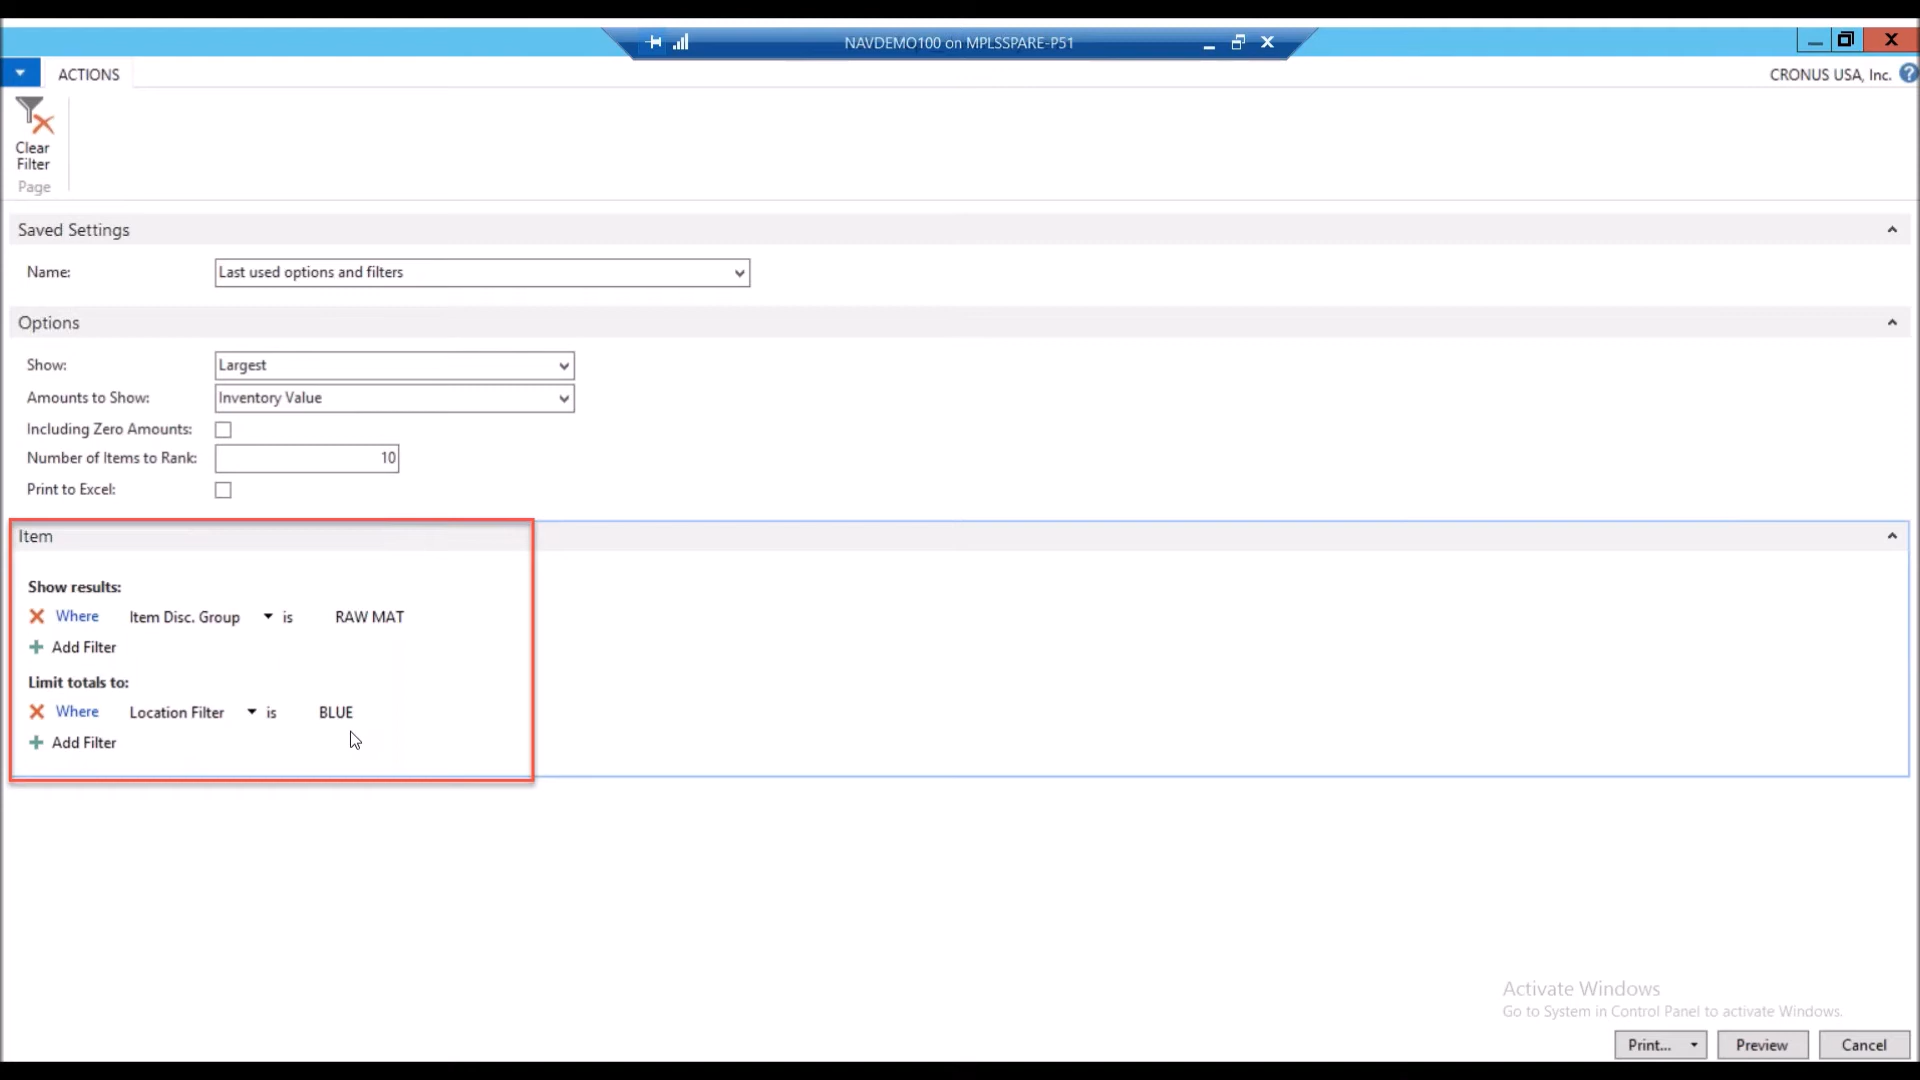 NAVDEMO100 on MPLSSPARE-P51
ACTIONS
CRONUS USA, Inc.
Clear
Filter
Page
Saved Settings
Name: Last used options and filters
Options
Show: Largest
Amounts to Show: Inventory Value
Including Zero Amounts:
Number of Items to Rank: 10
Print to Excel:
Item
Show results:
Where Item Disc. Group is RAW MAT
Add Filter
Limit totals to:
Where Location Filter is BLUE
Add Filter
Activate Windows
Go to System in Control Panel to activate Windows.
Print... Preview Cancel